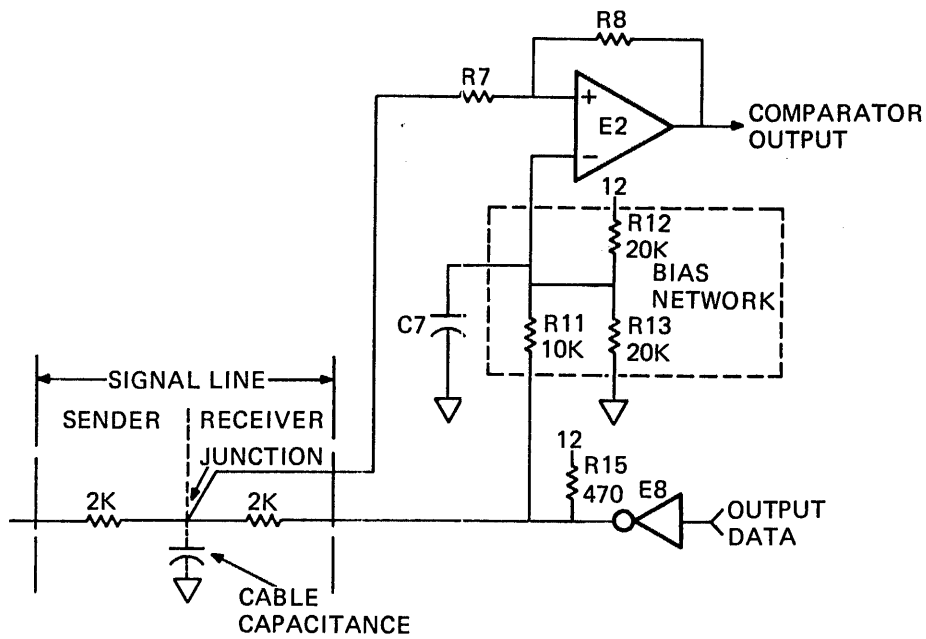 R8
R7
+
E2
−
COMPARATOR
OUTPUT
12
R12
20K
BIAS
NETWORK
C7
R11
10K
R13
20K
SIGNAL LINE
SENDER
RECEIVER
JUNCTION
12
R15
470
E8
2K
2K
OUTPUT
DATA
CABLE
CAPACITANCE